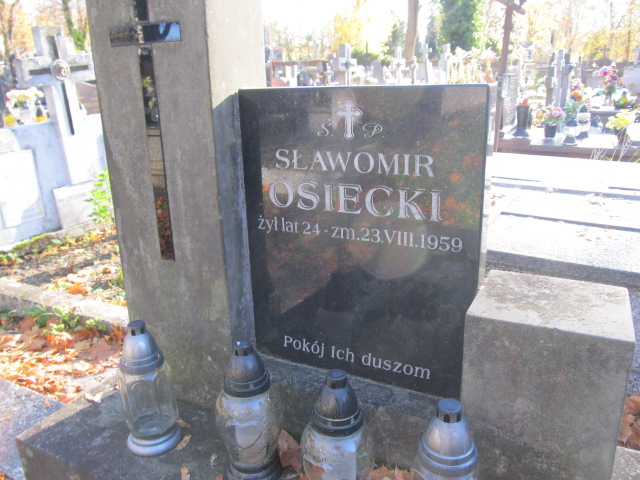 Ś. P.
SŁAWOMIR
OSIECKI
żył lat 24 - zm. 23.VIII.1959
Pokój Ich duszom